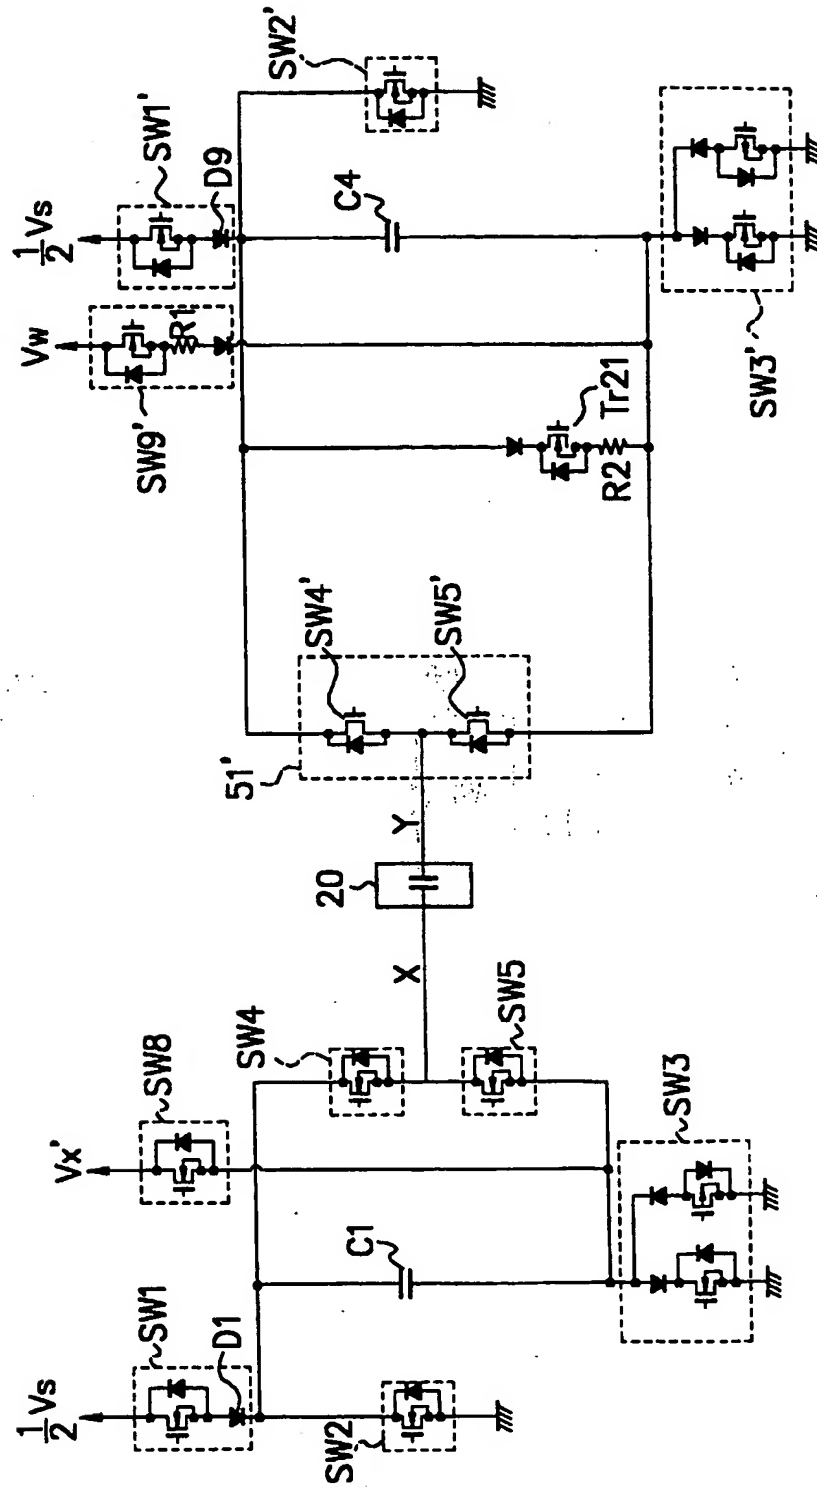 1/2 Vs
SW1
D1
SW2
C1
Vx'
SW8
SW4
SW5
SW3
X
20
Y
51'
SW4'
SW5'
Vw
SW9'
R1
Tr21
R2
1/2 Vs
SW1'
D9
C4
SW2'
SW3'